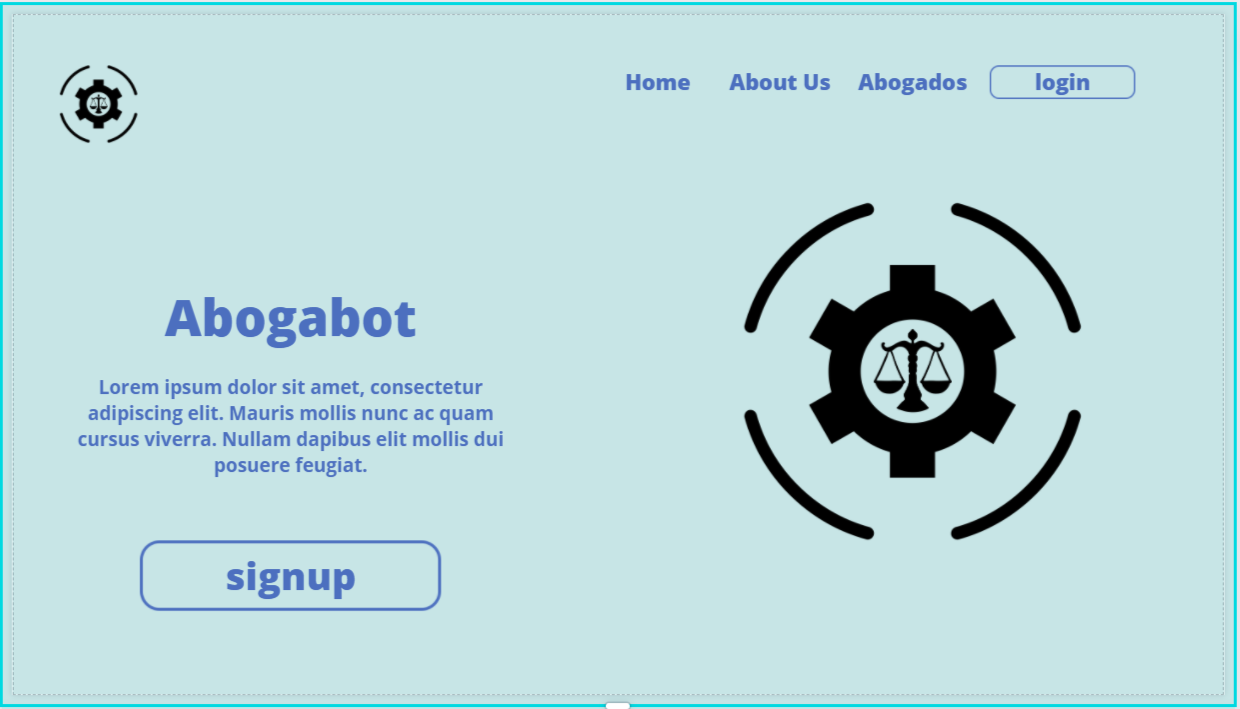 Home About Us Abogados login
Abogabot
Lorem ipsum dolor sit amet, consectetur
adipiscing elit. Mauris mollis nunc ac quam
cursus viverra. Nullam dapibus elit mollis dui
posuere feugiat.
signup